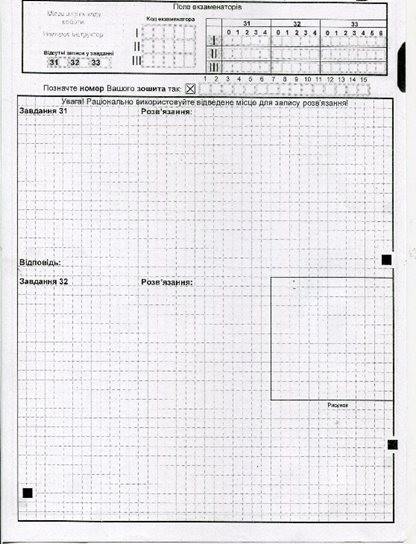 Поле екзаменаторів
Код екзаменатора
31 32 33
I 0 1 2 3 4 0 1 2 3 4 0 1 2 3 4 5 6
II
III
I
II
III
Відсутні записи у завданні
31 32 33
1 2 3 4 5 6 7 8 9 10 11 12 13 14 15
Позначте номер Вашого зошита так:
Увага! Раціонально використовуйте відведене місце для запису розв'язання!
Завдання 31 Розв'язання:
Відповідь:
Завдання 32 Розв'язання:
Рисунок